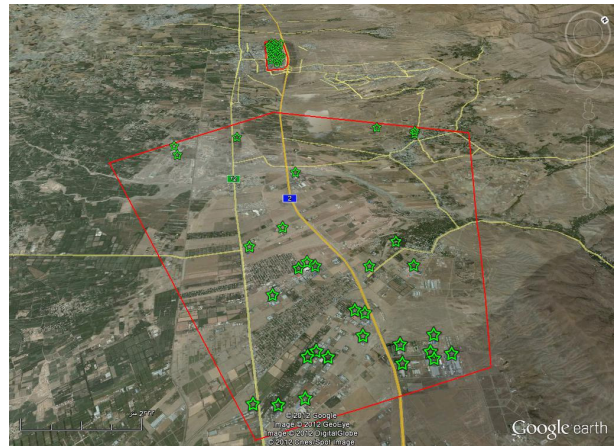 2
Google earth
© 2012 Google
Image © 2012 GeoEye
Image © 2012 DigitalGlobe
© 2012 Cnes/Spot Image